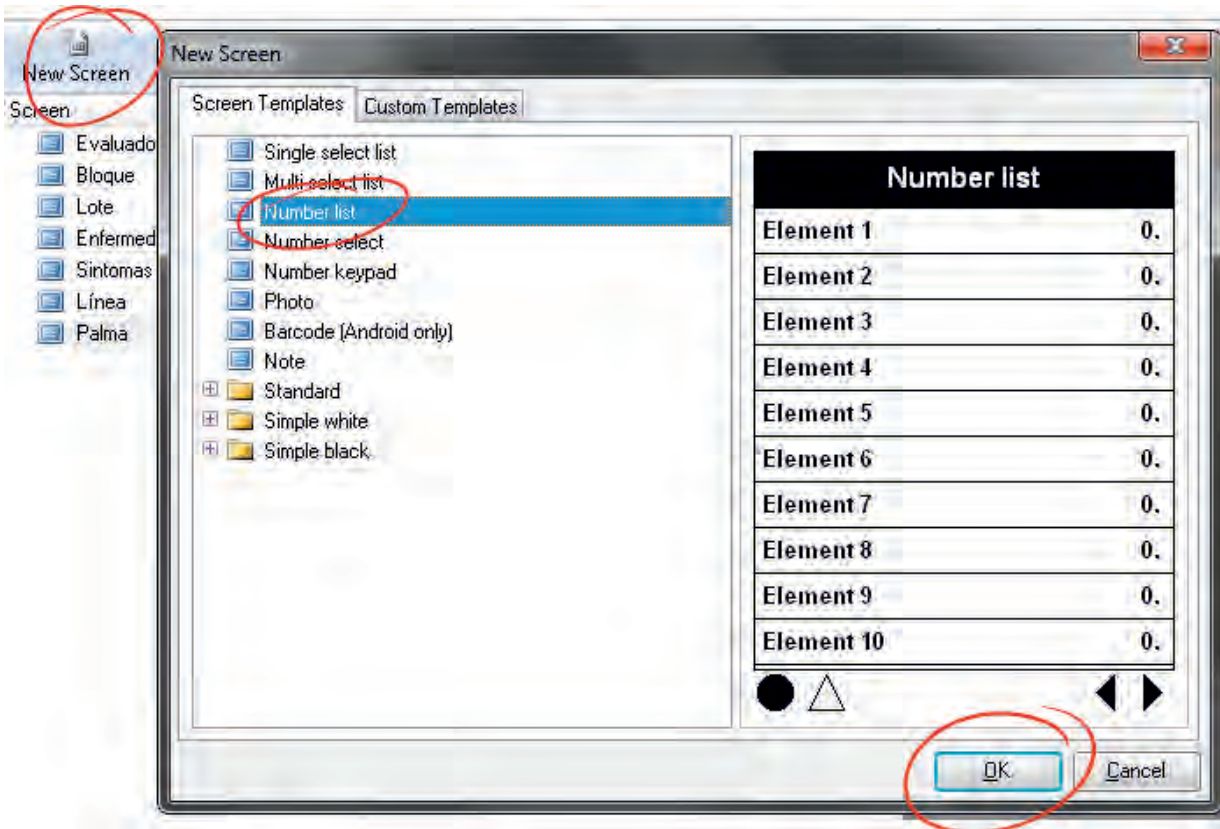 New Screen
Screen
Evaluado
Bloque
Lote
Enfermed
Sintomas
Línea
Palma
New Screen
Screen Templates
Custom Templates
Single select list
Multi select list
Number list
Number select
Number keypad
Photo
Barcode (Android only)
Note
Standard
Simple white
Simple black
Number list
Element 1 0.
Element 2 0.
Element 3 0.
Element 4 0.
Element 5 0.
Element 6 0.
Element 7 0.
Element 8 0.
Element 9 0.
Element 10 0.
OK
Cancel